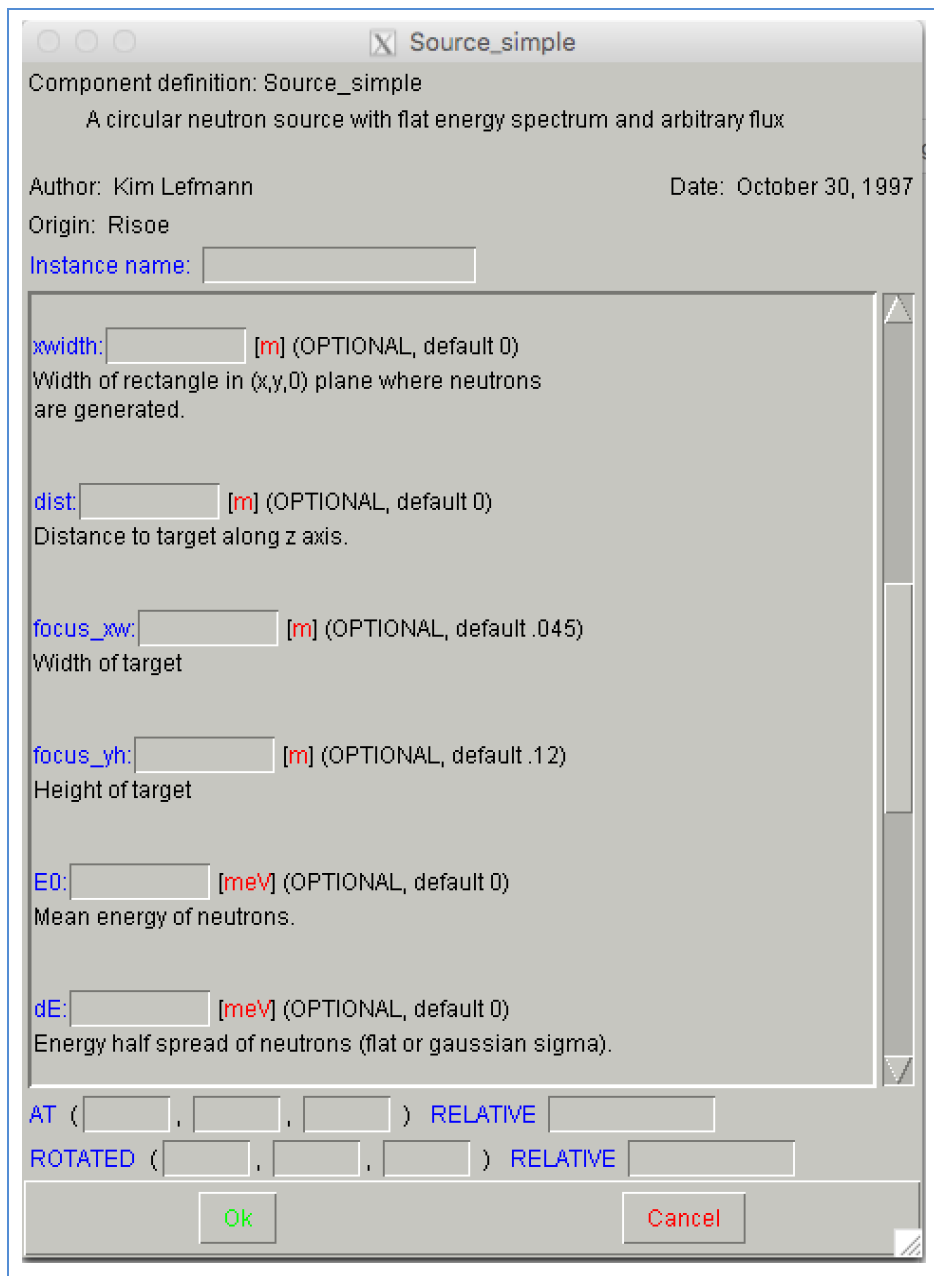 Source_simple
Component definition: Source_simple
A circular neutron source with flat energy spectrum and arbitrary flux
Author: Kim Lefmann Date: October 30, 1997
Origin: Risoe
Instance name:
xwidth: [m] (OPTIONAL, default 0)
Width of rectangle in (x,y,0) plane where neutrons
are generated.
dist: [m] (OPTIONAL, default 0)
Distance to target along z axis.
focus_xw: [m] (OPTIONAL, default .045)
Width of target
focus_yh: [m] (OPTIONAL, default .12)
Height of target
E0: [meV] (OPTIONAL, default 0)
Mean energy of neutrons.
dE: [meV] (OPTIONAL, default 0)
Energy half spread of neutrons (flat or gaussian sigma).
AT ( , , ) RELATIVE
ROTATED ( , , ) RELATIVE
Ok Cancel